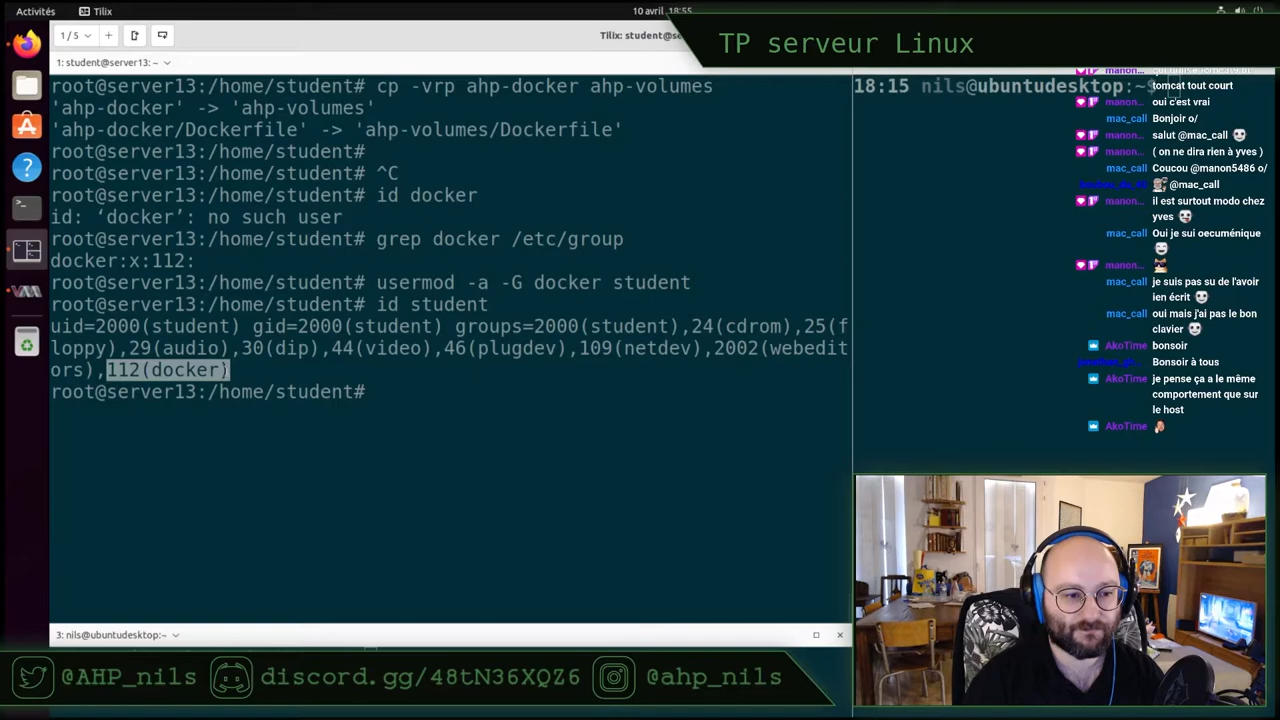 Activités
Tilix
10 avril 18:55
TP serveur Linux
1 / 5
Tilix: student@se
1: student@server13: ~
root@server13:/home/student# cp -vrp ahp-docker ahp-volumes
'ahp-docker' -> 'ahp-volumes'
'ahp-docker/Dockerfile' -> 'ahp-volumes/Dockerfile'
root@server13:/home/student#
root@server13:/home/student# ^C
root@server13:/home/student# id docker
id: ‘docker’: no such user
root@server13:/home/student# grep docker /etc/group
docker:x:112:
root@server13:/home/student# usermod -a -G docker student
root@server13:/home/student# id student
uid=2000(student) gid=2000(student) groups=2000(student),24(cdrom),25(f
loppy),29(audio),30(dip),44(video),46(plugdev),109(netdev),2002(webedit
ors),112(docker)
root@server13:/home/student#
18:15 nils@ubuntudesktop:~$
manon...
tomcat tout court
manon... oui c'est vrai
mac_call Bonjoir o/
manon... salut @mac_call
manon... ( on ne dira rien à yves )
mac_call Coucou @manon5486 o/
@mac_call
manon... il est surtout modo chez
yves
mac_call Oui je sui oecuménique
manon...
mac_call je suis pas su de l'avoir
ien écrit
mac_call oui mais j'ai pas le bon
clavier
AkoTime bonsoir
Bonsoir à tous
AkoTime je pense ça a le même
comportement que sur
le host
AkoTime
3: nils@ubuntudesktop:~
@AHP_nils
discord.gg/48tN36XQZ6
@ahp_nils